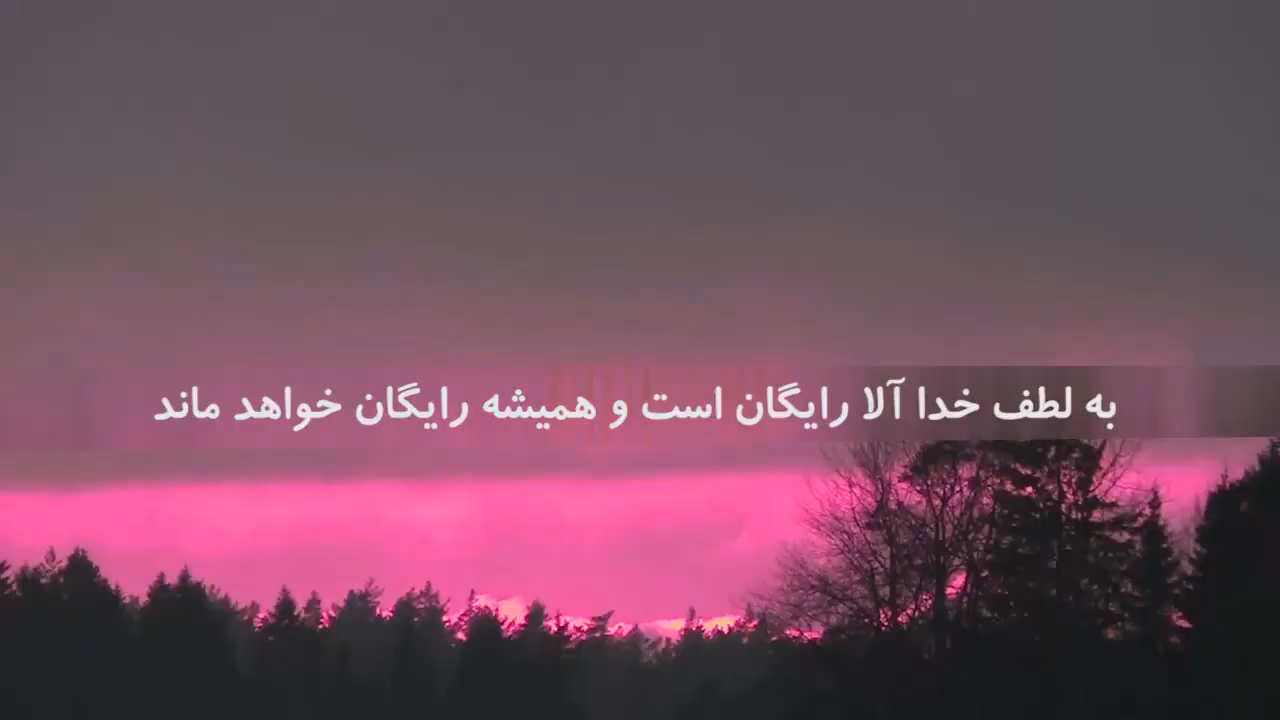 به لطف خدا آلا رایگان است و همیشه رایگان خواهد ماند